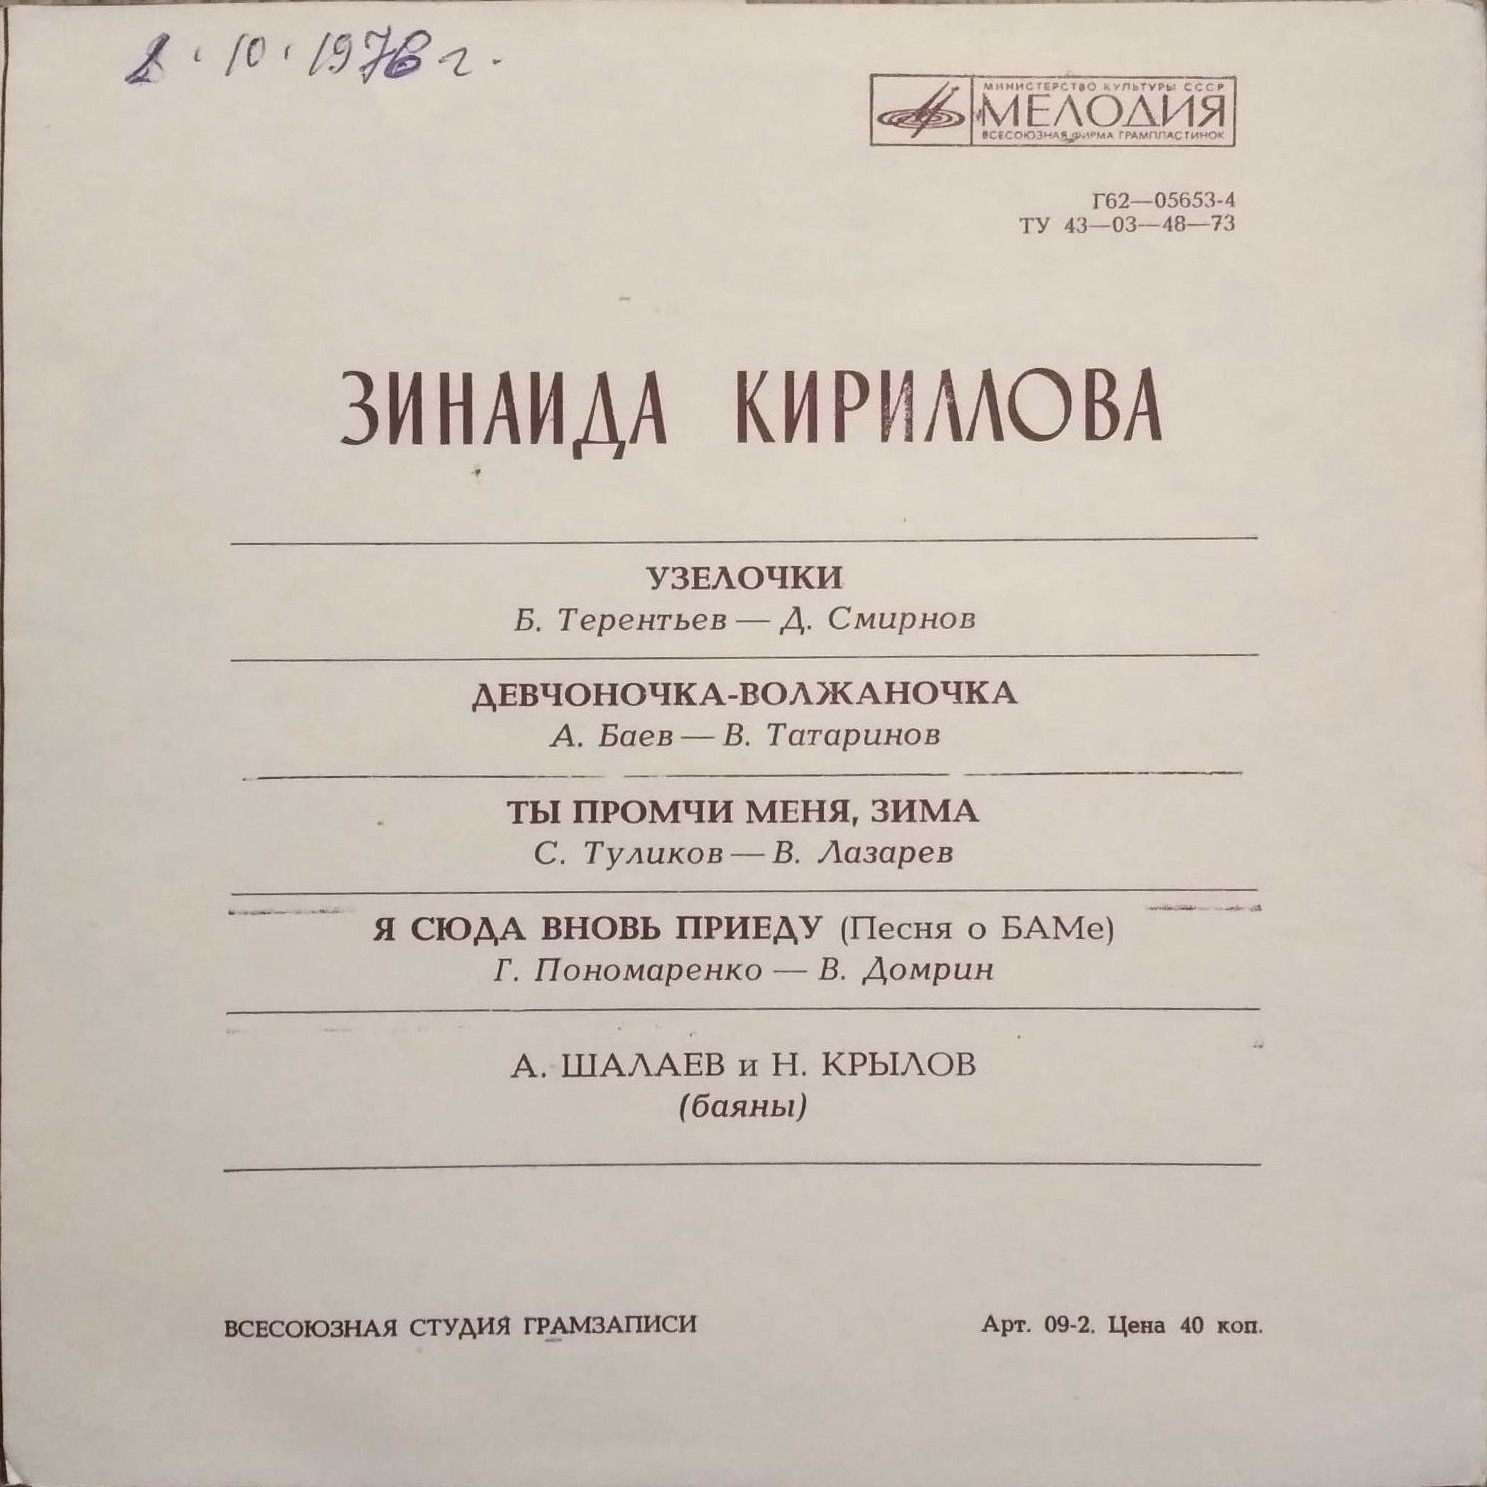 2.10.1976 г.
МИНИСТЕРСТВО КУЛЬТУРЫ СССР
МЕЛОДИЯ
ВСЕСОЮЗНАЯ ФИРМА ГРАМПЛАСТИНОК
Г62—05653-4
ТУ 43—03—48—73
ЗИНАИДА КИРИЛЛОВА
УЗЕЛОЧКИ
Б. Терентьев — Д. Смирнов
ДЕВЧОНОЧКА-ВОЛЖАНОЧКА
А. Баев — В. Татаринов
ТЫ ПРОМЧИ МЕНЯ, ЗИМА
С. Туликов — В. Лазарев
Я СЮДА ВНОВЬ ПРИЕДУ (Песня о БАМе)
Г. Пономаренко — В. Домрин
А. ШАЛАЕВ и Н. КРЫЛОВ
(баяны)
ВСЕСОЮЗНАЯ СТУДИЯ ГРАМЗАПИСИ
Арт. 09-2. Цена 40 коп.